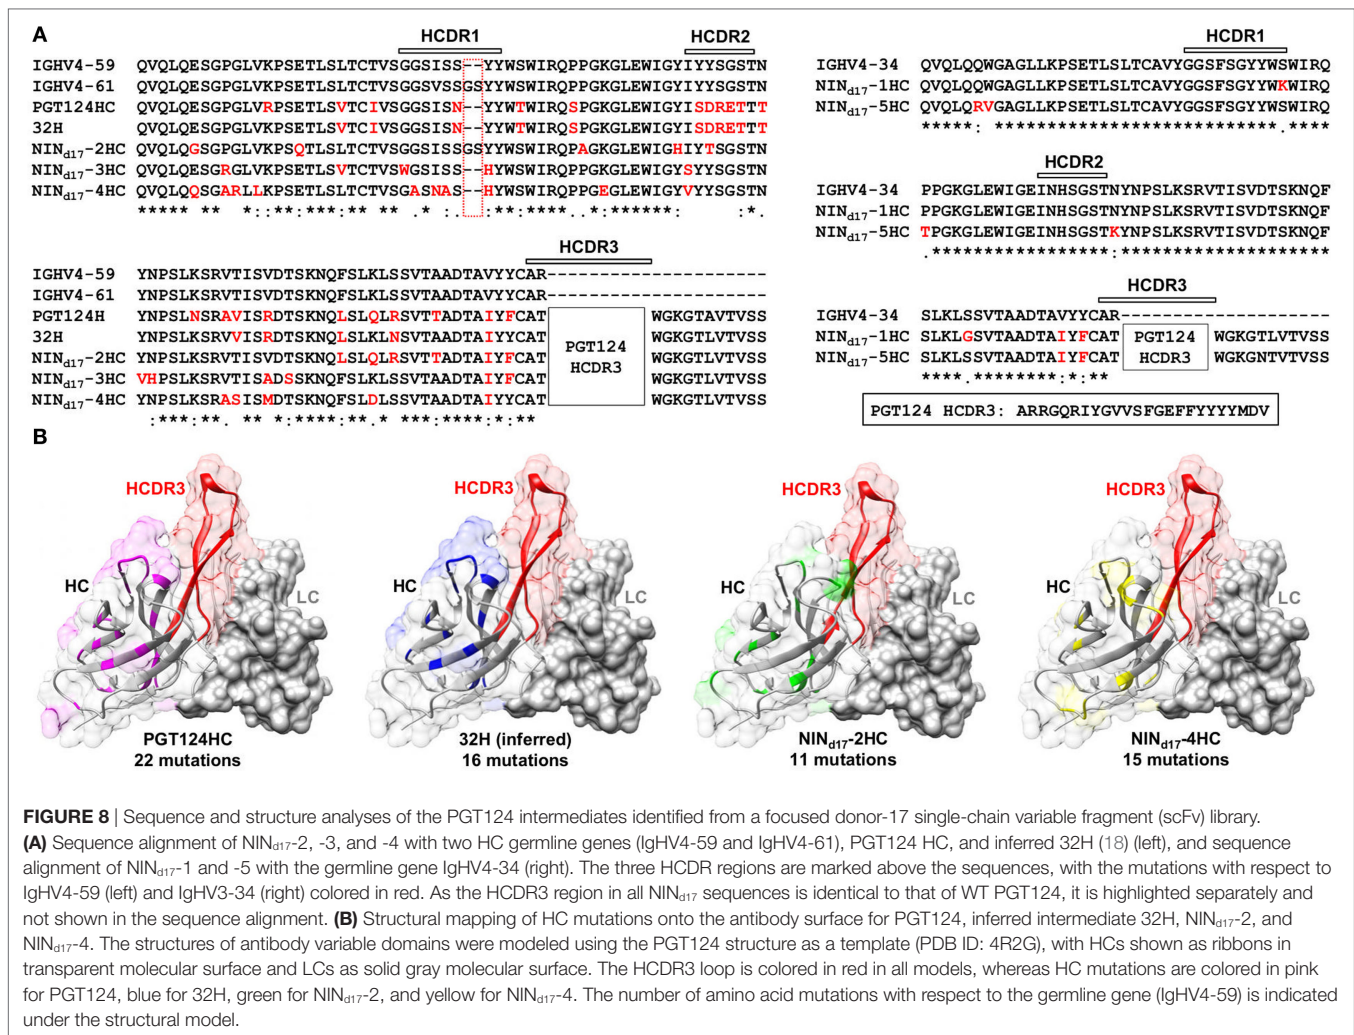 A
HCDR1 HCDR2
IGHV4-59 QVQLQESGPGLVKPSETLSLTCTVSGGSISS--YYWSWIRQPPGKGLEWIGYIYYSGSTN
IGHV4-61 QVQLQESGPGLVKPSETLSLTCTVSGGSVSSGSYYWSWIRQPPGKGLEWIGYIYYSGSTN
PGT124HC QVQLQESGPGLVRPSETLSVTCIVSGGSISN--YYWTWIRQSPGKGLEWIGYISDRETTT
32H QVQLQESGPGLVKPSETLSVTCIVSGGSISN--YYWTWIRQSPGKGLEWIGYISDRETTT
NINd17-2HC QVQLQGSGPGLVKPSQTLSLTCTVSGGSISSGSYYWSWIRQPAGKGLEWIGHIYTSGSTN
NINd17-3HC QVQLQESGRGLVKPSETLSVTCTVSWGSISS--HYWSWIRQPPGKGLEWIGYSYYSGSTN
NINd17-4HC QVQLQQSGARLLKPSETLSLTCTVSGASNAS--HYWSWIRQPPGEGLEWIGYVYYSGSTN
HCDR3
IGHV4-59 YNPSLKSRVTISVDTSKNQFSLKLSSVTAADTAVYYCAR---------------------
IGHV4-61 YNPSLKSRVTISVDTSKNQFSLKLSSVTAADTAVYYCAR---------------------
PGT124H YNPSLNSRAVISRDTSKNQLSLQLRSVTTADTAIYFCAT WGKGTAVTVSS
32H YNPSLKSRVVISRDTSKNQLSLKLNSVTAADTAIYFCAT WGKGTLVTVSS
NINd17-2HC YNPSLKSRVTISVDTSKNQLSLQLRSVTTADTAIYFCAT WGKGTLVTVSS
NINd17-3HC VHPSLKSRVTISADSSKNQFSLKLSSVTAADTAIYFCAT WGKGTLVTVSS
NINd17-4HC YNPSLKSRASISMDTSKNQFSLDLSSVTAADTAIYYCAT WGKGTLVTVSS
PGT124
HCDR3
HCDR1
IGHV4-34 QVQLQQWGAGLLKPSETLSLTCAVYGGSFSGYYWSWIRQ
NINd17-1HC QVQLQQWGAGLLKPSETLSLTCAVYGGSFSGYYWKWIRQ
NINd17-5HC QVQLQRVGAGLLKPSETLSLTCAVYGGSFSGYYWSWIRQ
HCDR2
IGHV4-34 PPGKGLEWIGEINHSGSTNYNPSLKSRVTISVDTSKNQF
NINd17-1HC PPGKGLEWIGEINHSGSTNYNPSLKSRVTISVDTSKNQF
NINd17-5HC TPGKGLEWIGEINHSGSTKYNPSLKSRVTISVDTSKNQF
HCDR3
IGHV4-34 SLKLSSVTAADTAVYYCAR--------------------
NINd17-1HC SLKLGSVTAADTAIYFCAT WGKGTLVTVSS
NINd17-5HC SLKLSSVTAADTAIYFCAT WGKGNTVTVSS
PGT124
HCDR3
PGT124 HCDR3: ARRGQRIYGVVSFGEFFYYYYMDV
B
HCDR3 HCDR3 HCDR3 HCDR3
HC LC HC LC HC LC HC LC
PGT124HC 32H (inferred) NINd17-2HC NINd17-4HC
22 mutations 16 mutations 11 mutations 15 mutations
FIGURE 8 | Sequence and structure analyses of the PGT124 intermediates identified from a focused donor-17 single-chain variable fragment (scFv) library.
(A) Sequence alignment of NINd17-2, -3, and -4 with two HC germline genes (IgHV4-59 and IgHV4-61), PGT124 HC, and inferred 32H (18) (left), and sequence
alignment of NINd17-1 and -5 with the germline gene IgHV4-34 (right). The three HCDR regions are marked above the sequences, with the mutations with respect to
IgHV4-59 (left) and IgHV3-34 (right) colored in red. As the HCDR3 region in all NINd17 sequences is identical to that of WT PGT124, it is highlighted separately and
not shown in the sequence alignment. (B) Structural mapping of HC mutations onto the antibody surface for PGT124, inferred intermediate 32H, NINd17-2, and
NINd17-4. The structures of antibody variable domains were modeled using the PGT124 structure as a template (PDB ID: 4R2G), with HCs shown as ribbons in
transparent molecular surface and LCs as solid gray molecular surface. The HCDR3 loop is colored in red in all models, whereas HC mutations are colored in pink
for PGT124, blue for 32H, green for NINd17-2, and yellow for NINd17-4. The number of amino acid mutations with respect to the germline gene (IgHV4-59) is indicated
under the structural model.